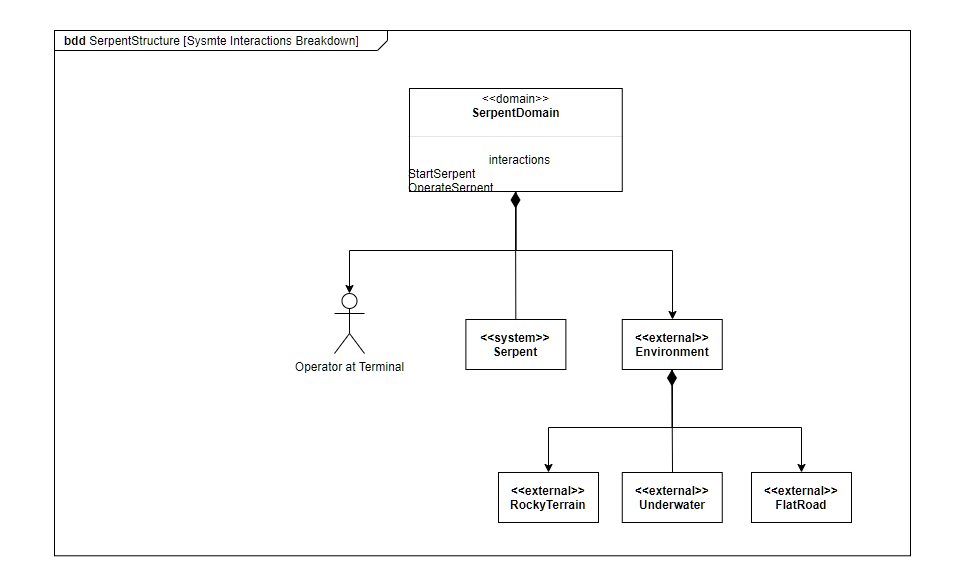 bdd SerpentStructure [Sysmte Interactions Breakdown]
<<domain>>
SerpentDomain
interactions
StartSerpent
OperateSerpent
Operator at Terminal
<<system>>
Serpent
<<external>>
Environment
<<external>>
RockyTerrain
<<external>>
Underwater
<<external>>
FlatRoad